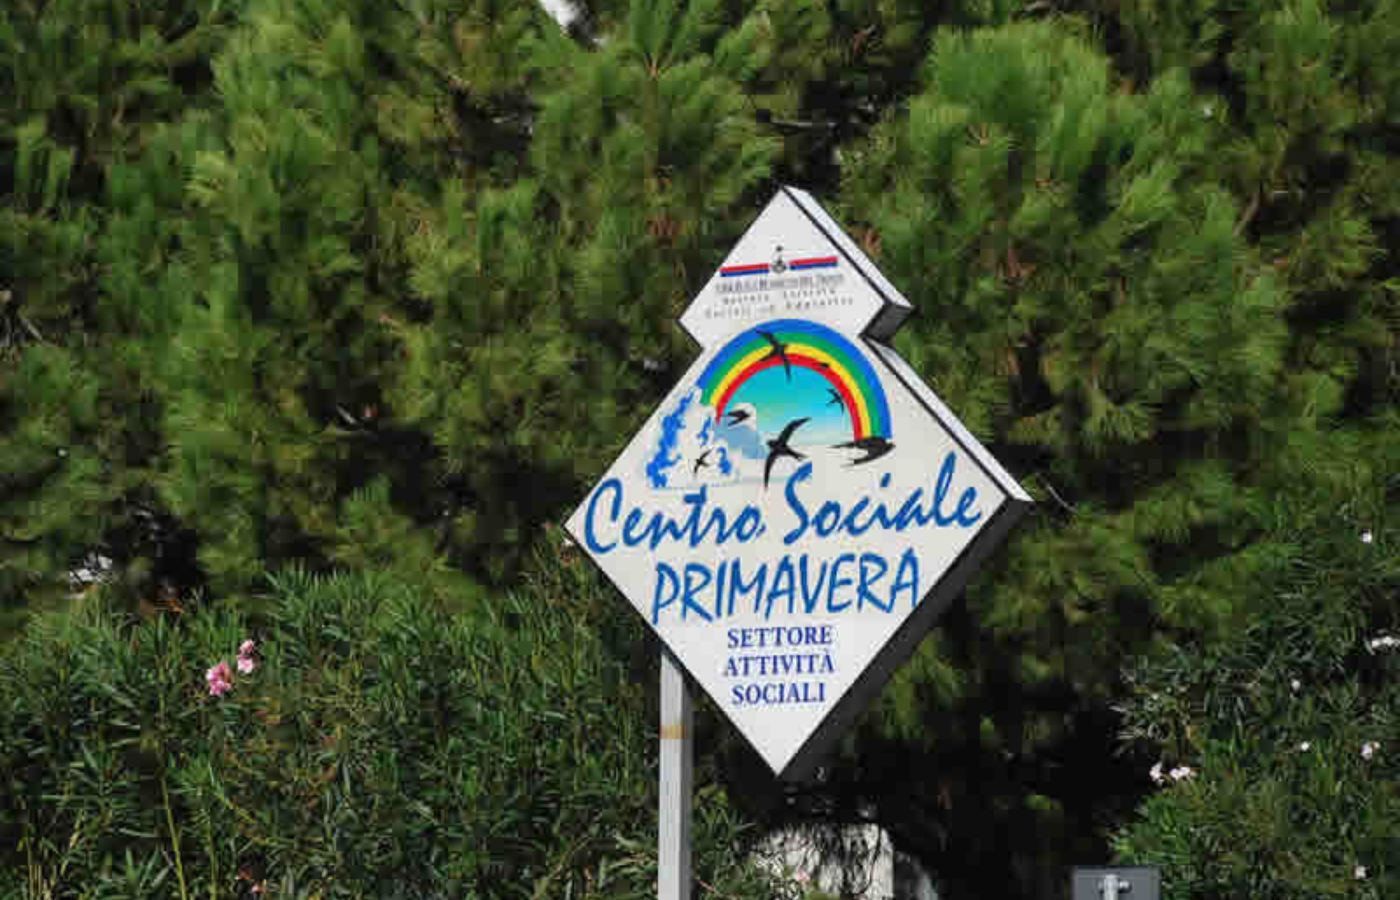 Centro Sociale
PRIMAVERA
SETTORE
ATTIVITÀ
SOCIALI